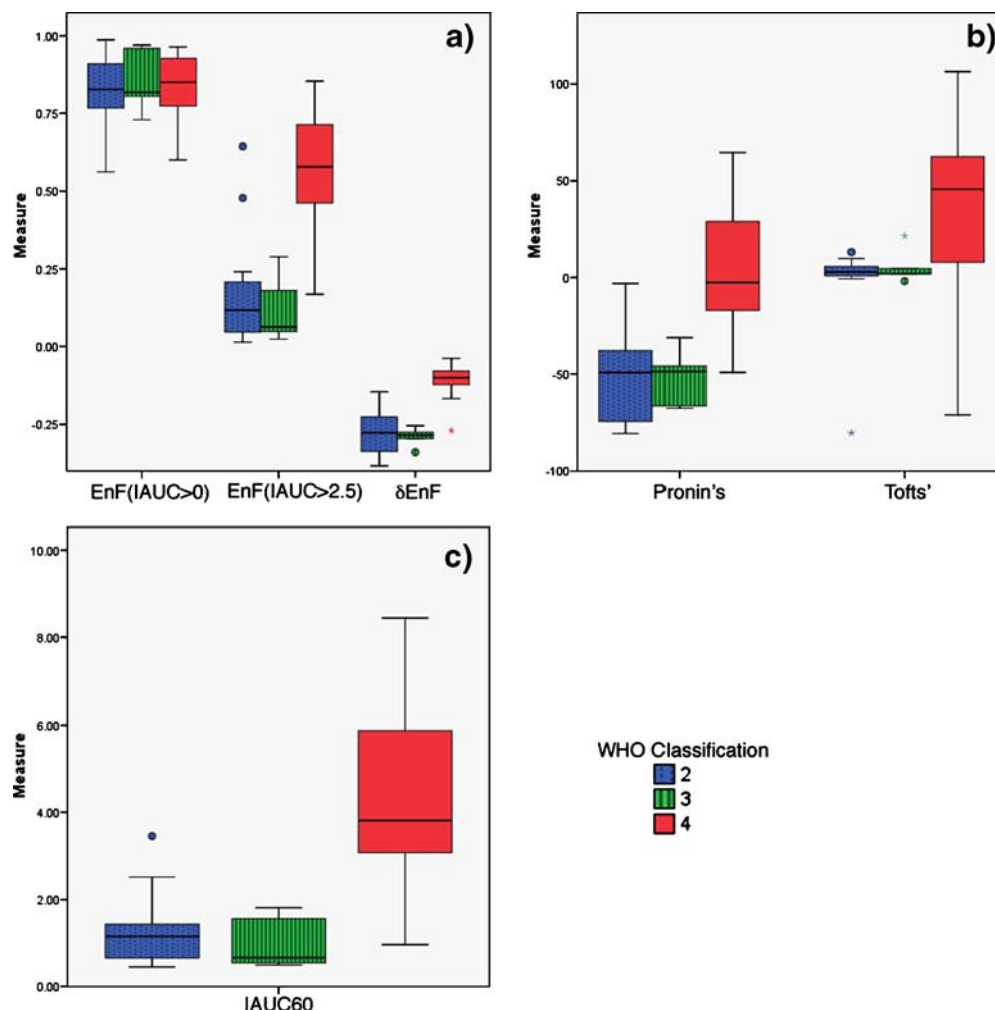 a)
Measure
1.00
0.75
0.50
0.25
0.00
-0.25
EnF(IAUC>0)
EnF(IAUC>2.5)
δEnF
b)
Measure
100
50
0
-50
-100
Pronin's
Tofts'
c)
Measure
10.00
8.00
6.00
4.00
2.00
0.00
IAUC60
WHO Classification
2
3
4